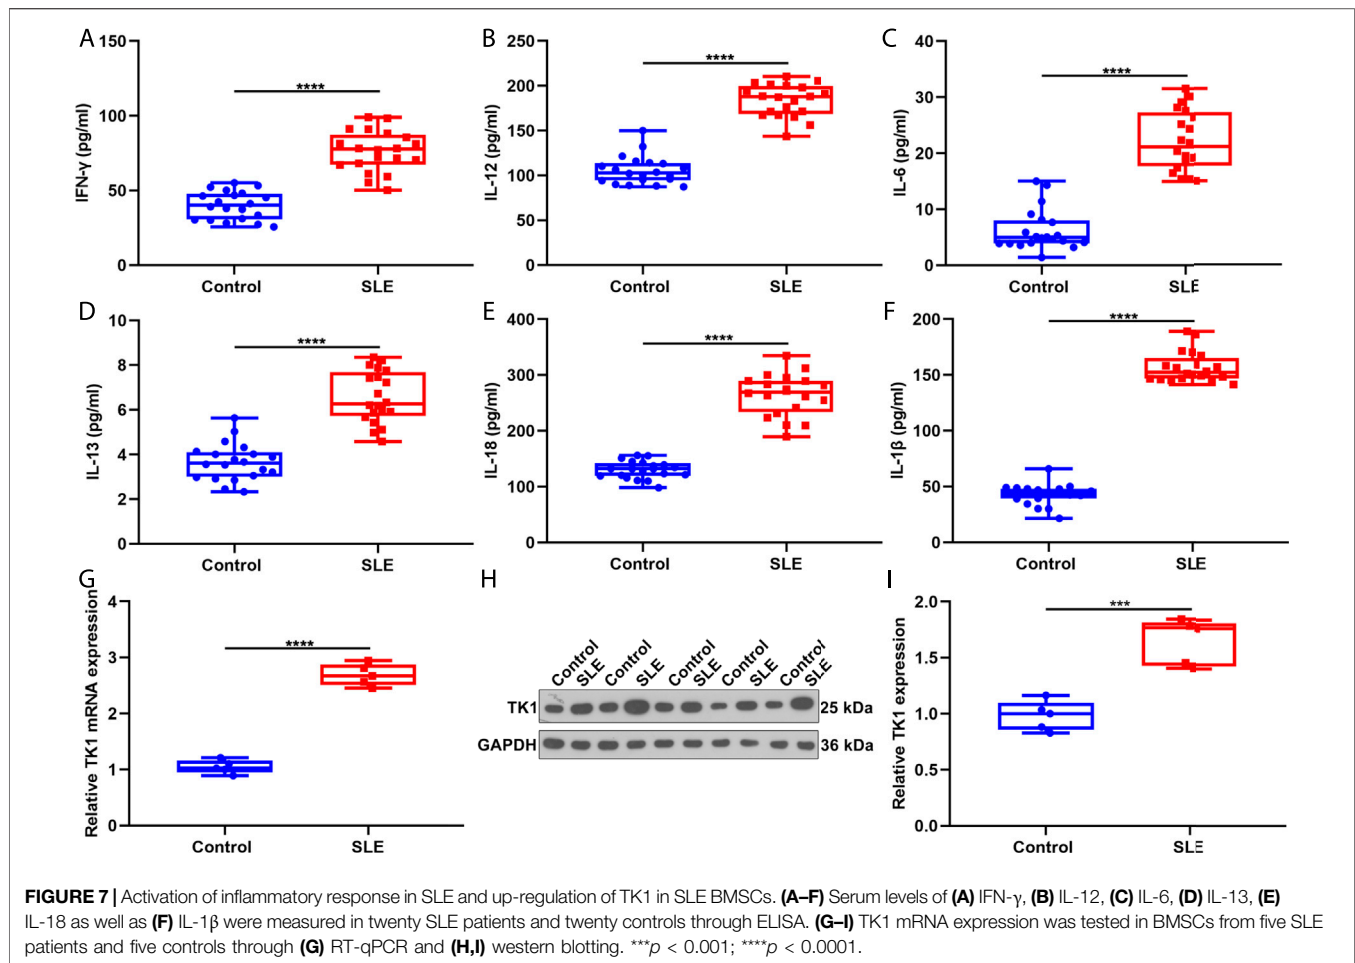 A
150
100
50
0
IFN-γ (pg/ml)
****
Control
SLE
B
250
200
150
100
50
0
IL-12 (pg/ml)
****
Control
SLE
C
40
30
20
10
0
IL-6 (pg/ml)
****
Control
SLE
D
10
8
6
4
2
0
IL-13 (pg/ml)
****
Control
SLE
E
400
300
200
100
0
IL-18 (pg/ml)
****
Control
SLE
F
200
150
100
50
0
IL-1β (pg/ml)
****
Control
SLE
G
4
3
2
1
0
Relative TK1 mRNA expression
****
Control
SLE
H
Control SLE Control SLE Control SLE Control SLE Control SLE
TK1 25 kDa
GAPDH 36 kDa
I
2.0
1.5
1.0
0.5
0.0
Relative TK1 expression
***
Control
SLE
FIGURE 7 | Activation of inflammatory response in SLE and up-regulation of TK1 in SLE BMSCs. (A–F) Serum levels of (A) IFN-γ, (B) IL-12, (C) IL-6, (D) IL-13, (E)
IL-18 as well as (F) IL-1β were measured in twenty SLE patients and twenty controls through ELISA. (G–I) TK1 mRNA expression was tested in BMSCs from five SLE
patients and five controls through (G) RT-qPCR and (H,I) western blotting. ***p < 0.001; ****p < 0.0001.